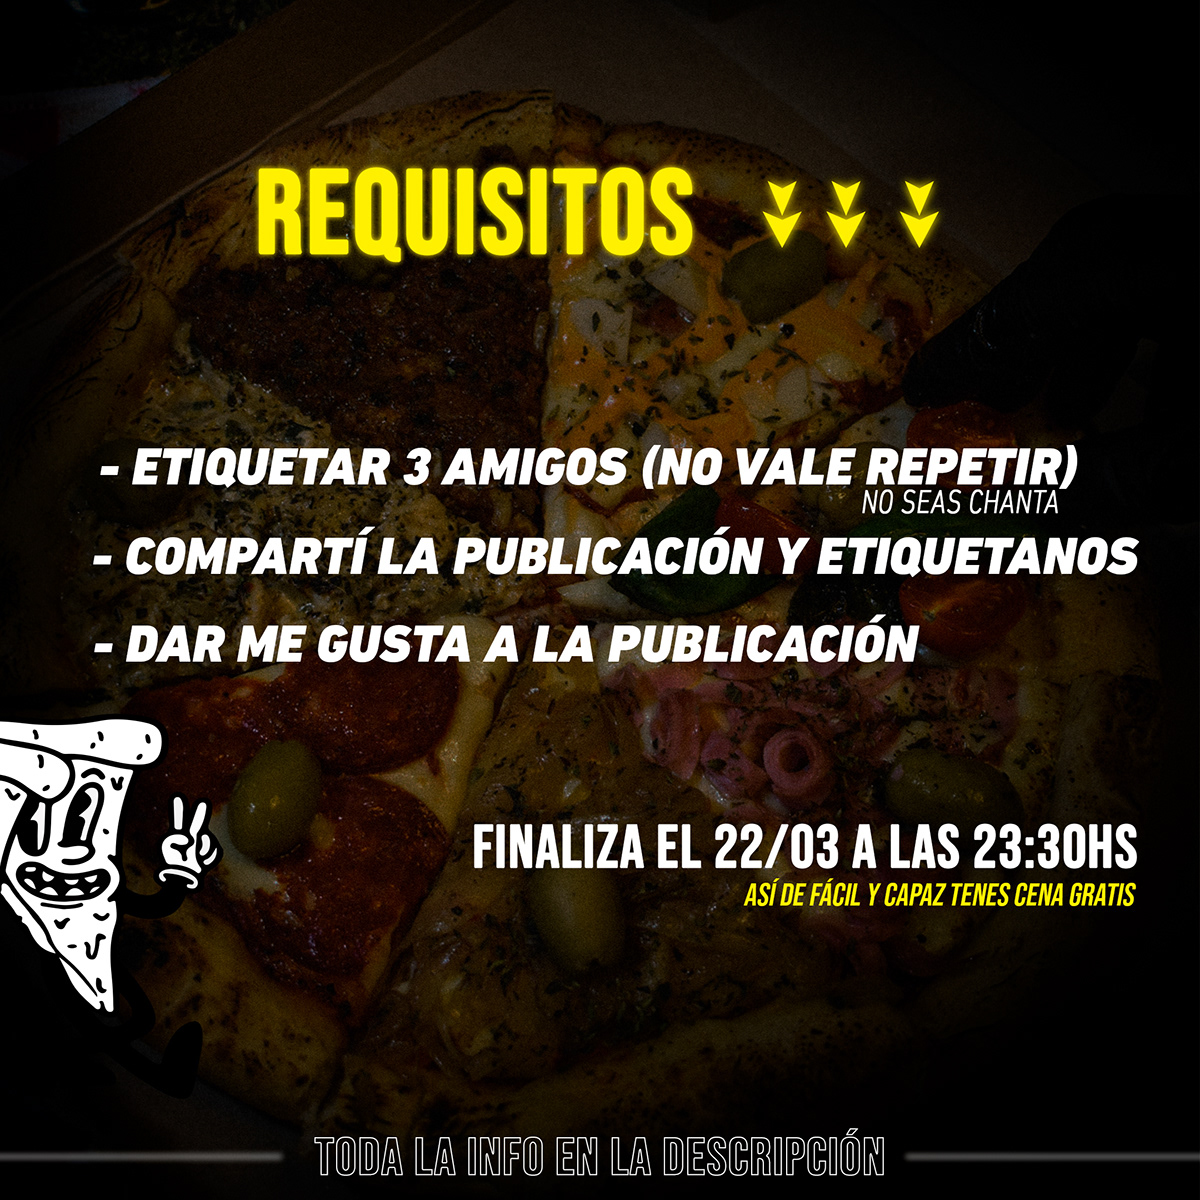 REQUISITOS
- ETIQUETAR 3 AMIGOS (NO VALE REPETIR)
NO SEAS CHANTA
- COMPARTÍ LA PUBLICACIÓN Y ETIQUETANOS
- DAR ME GUSTA A LA PUBLICACIÓN
FINALIZA EL 22/03 A LAS 23:30HS
ASÍ DE FÁCIL Y CAPAZ TENES CENA GRATIS
TODA LA INFO EN LA DESCRIPCIÓN